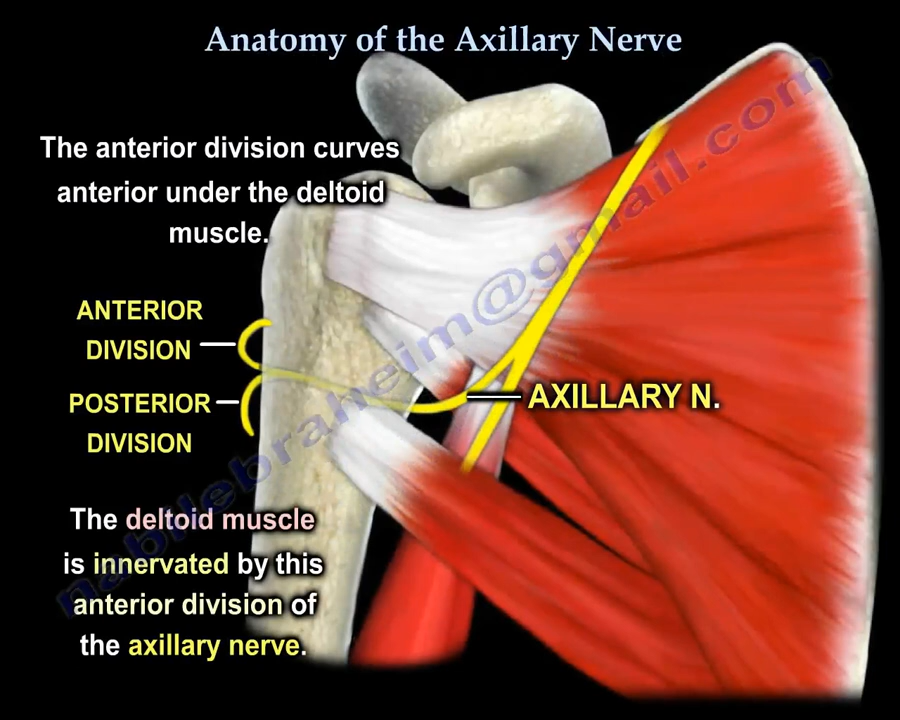 Anatomy of the Axillary Nerve
The anterior division curves
anterior under the deltoid
muscle.
ANTERIOR
DIVISION
POSTERIOR
DIVISION
AXILLARY N.
The deltoid muscle
is innervated by this
anterior division of
the axillary nerve.
nabilebraheim@gmail.com